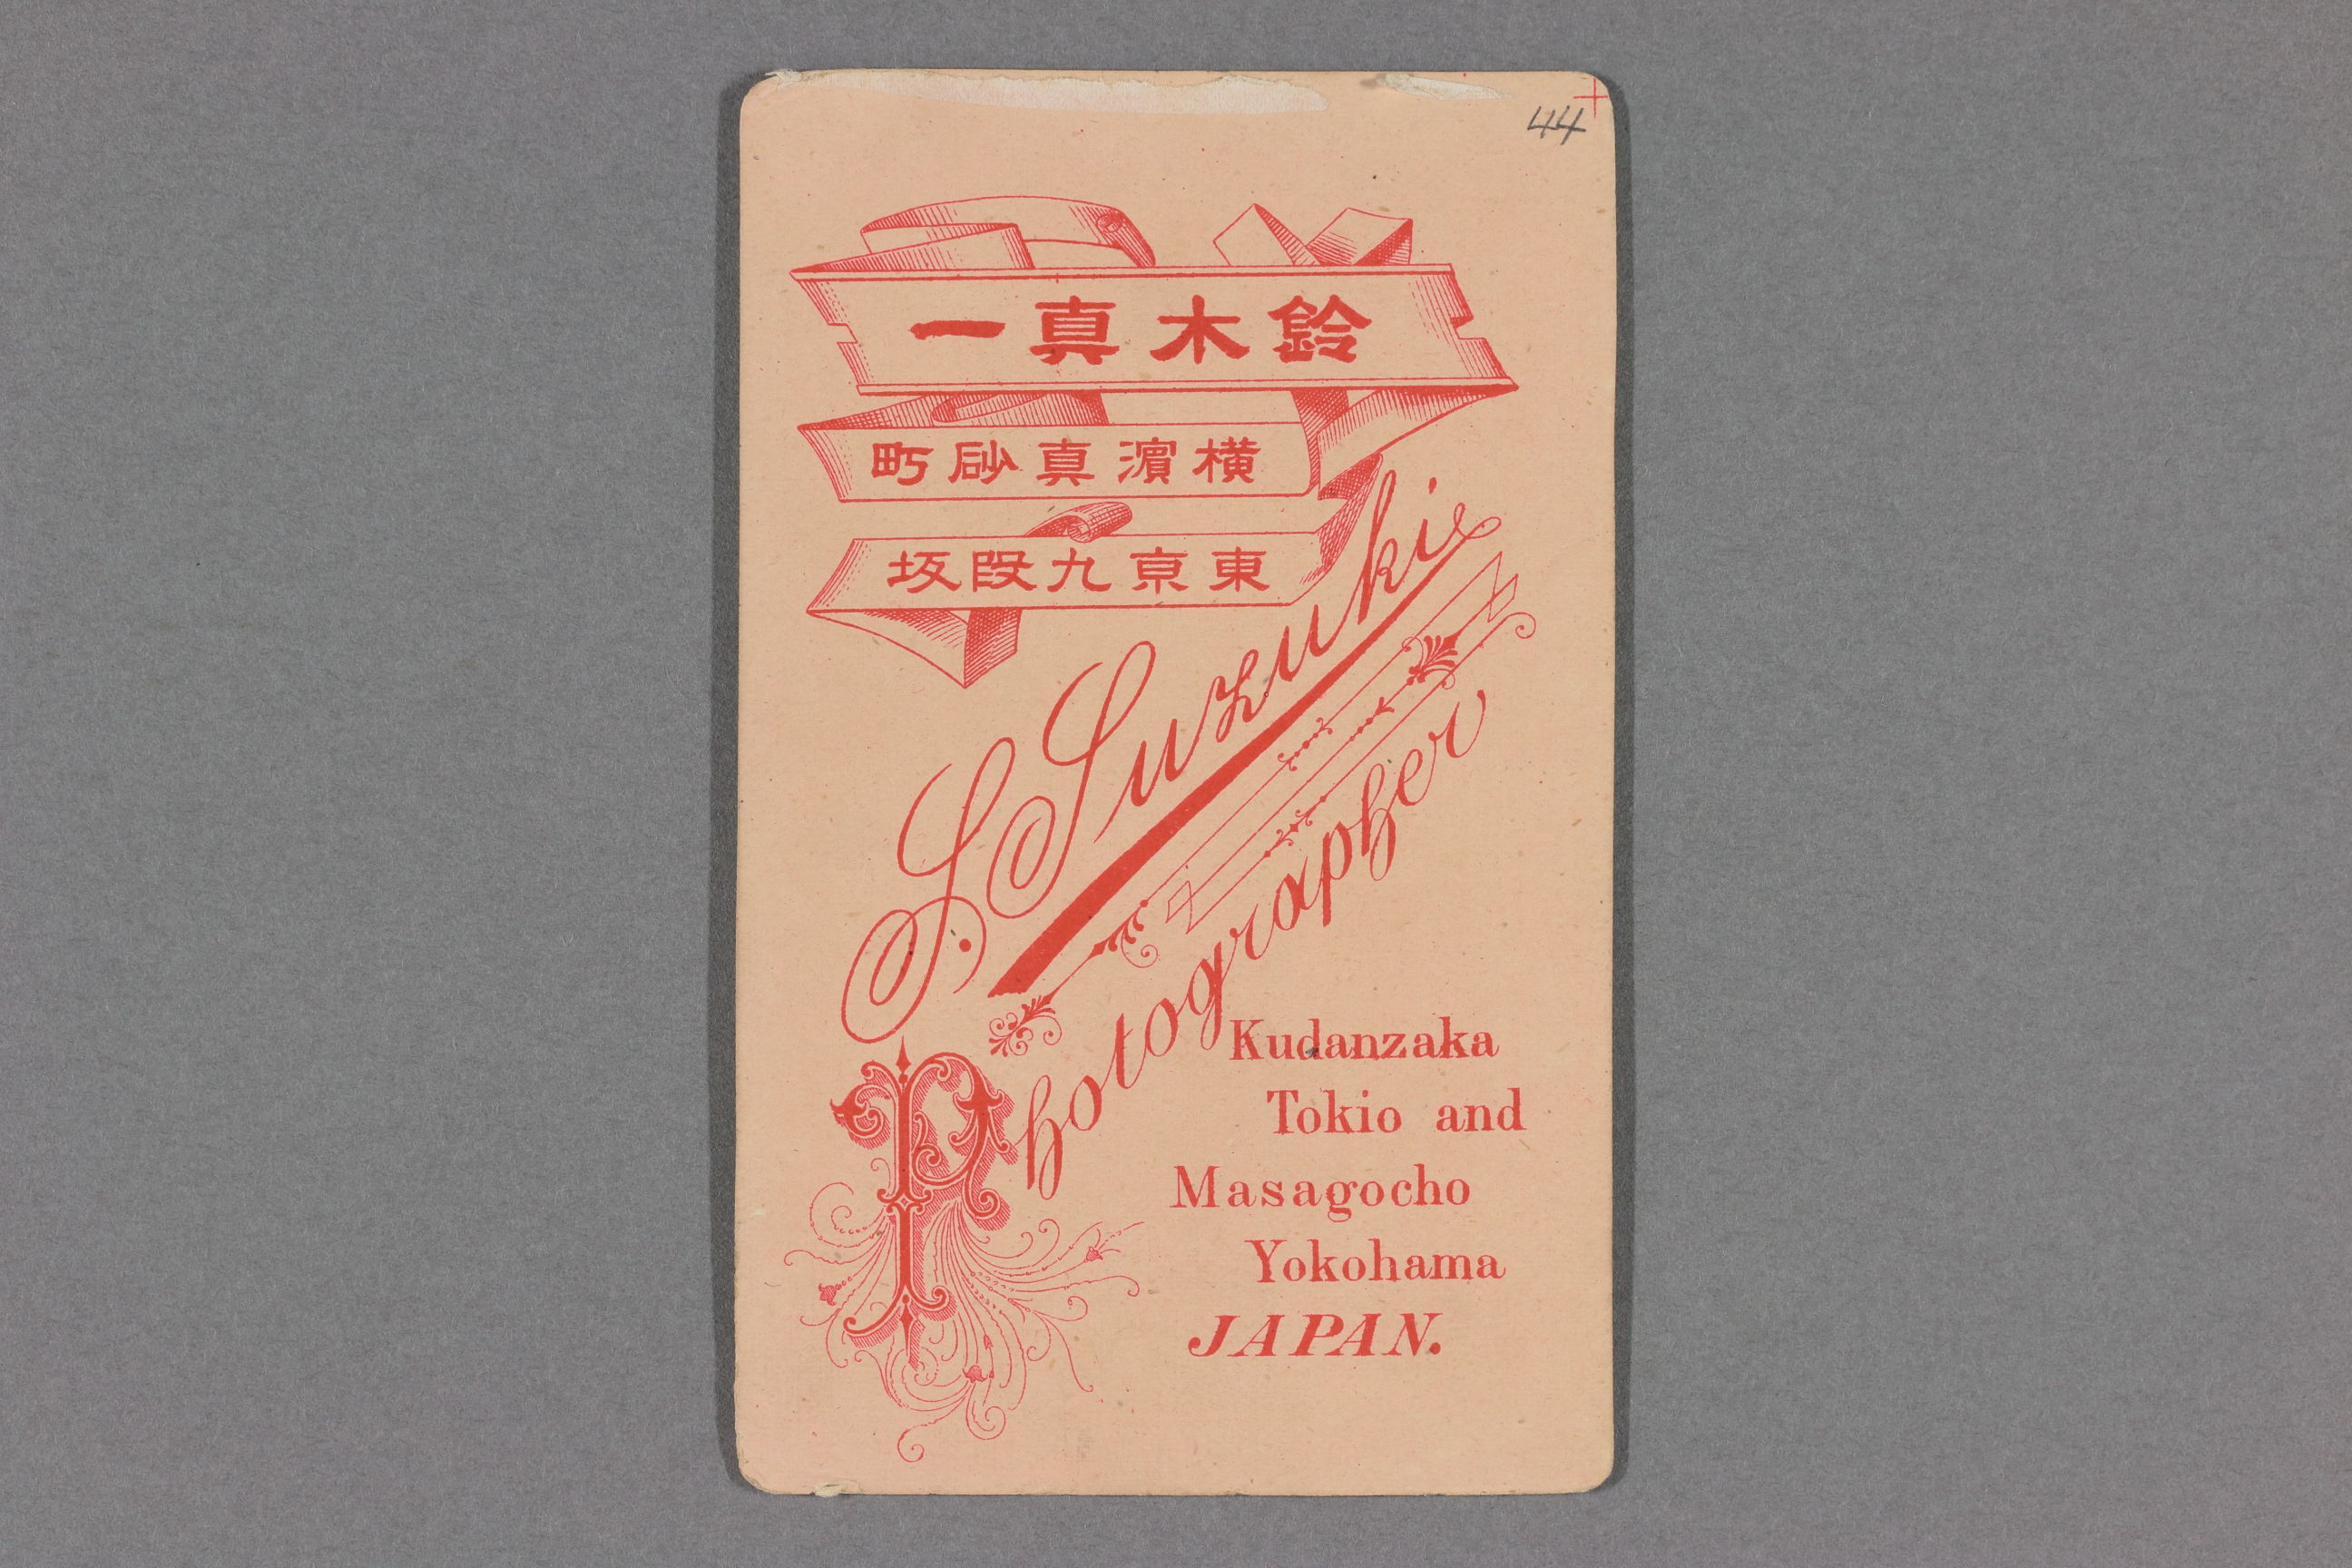 44
鈴木真一
横濵真砂町
東京九段坂
S. Suzuki
Photographer
Kudanzaka
Tokio and
Masagocho
Yokohama
JAPAN.